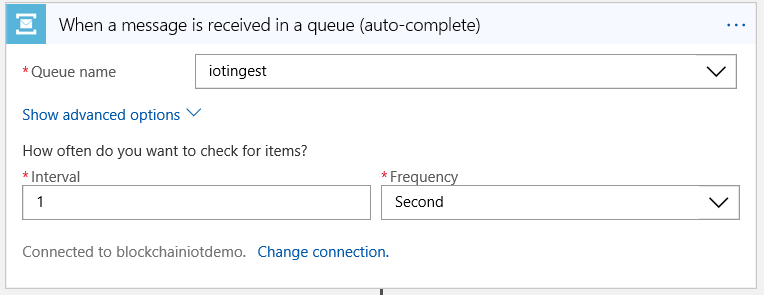 When a message is received in a queue (auto-complete)
* Queue name
iotingest
Show advanced options
How often do you want to check for items?
* Interval
* Frequency
1
Second
Connected to blockchainiotdemo. Change connection.